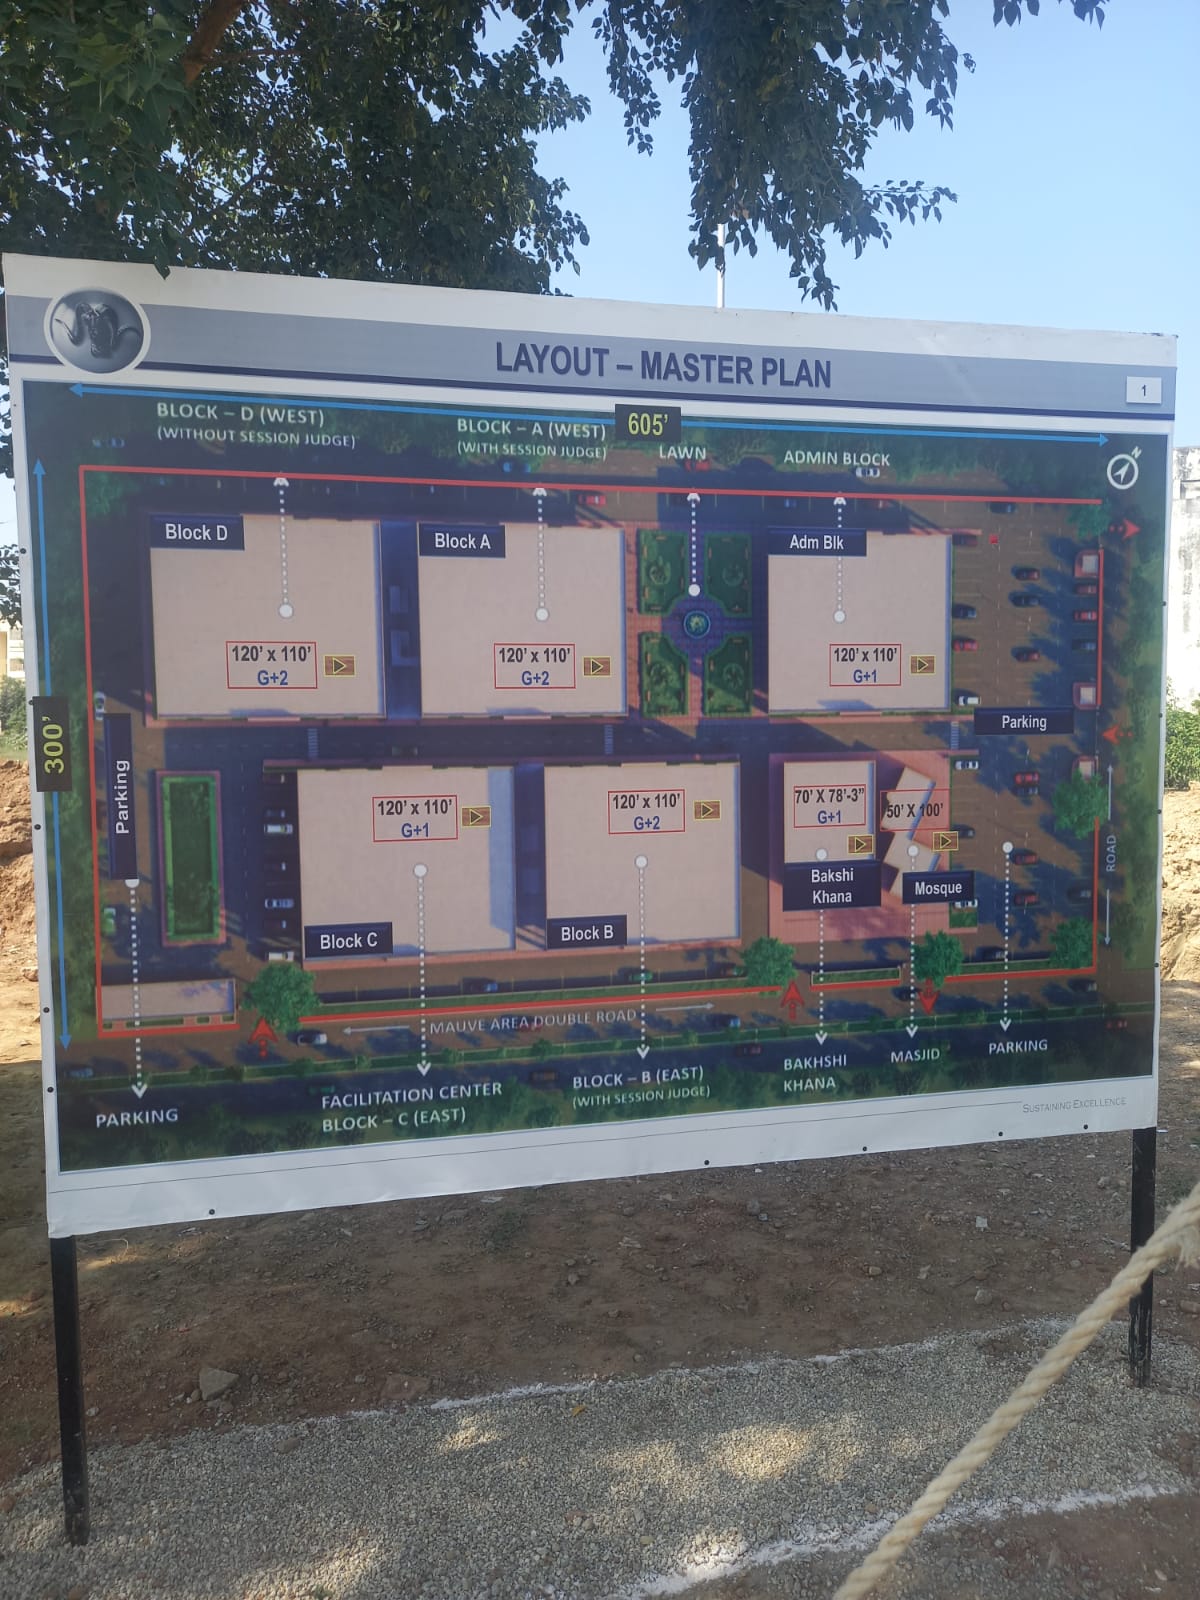 LAYOUT – MASTER PLAN
1
605'
BLOCK – D (WEST)
(WITHOUT SESSION JUDGE)
BLOCK – A (WEST)
(WITH SESSION JUDGE)
LAWN
ADMIN BLOCK
N
Block D
Block A
Adm Blk
120' x 110'
G+2
120' x 110'
G+2
120' x 110'
G+1
300'
Parking
Parking
120' x 110'
G+1
120' x 110'
G+2
70' X 78'-3"
G+1
50' X 100'
Bakshi
Khana
Mosque
ROAD
Block C
Block B
MAUVE AREA DOUBLE ROAD
PARKING
FACILITATION CENTER
BLOCK – C (EAST)
BLOCK – B (EAST)
(WITH SESSION JUDGE)
BAKHSHI
KHANA
MASJID
PARKING
SUSTAINING EXCELLENCE